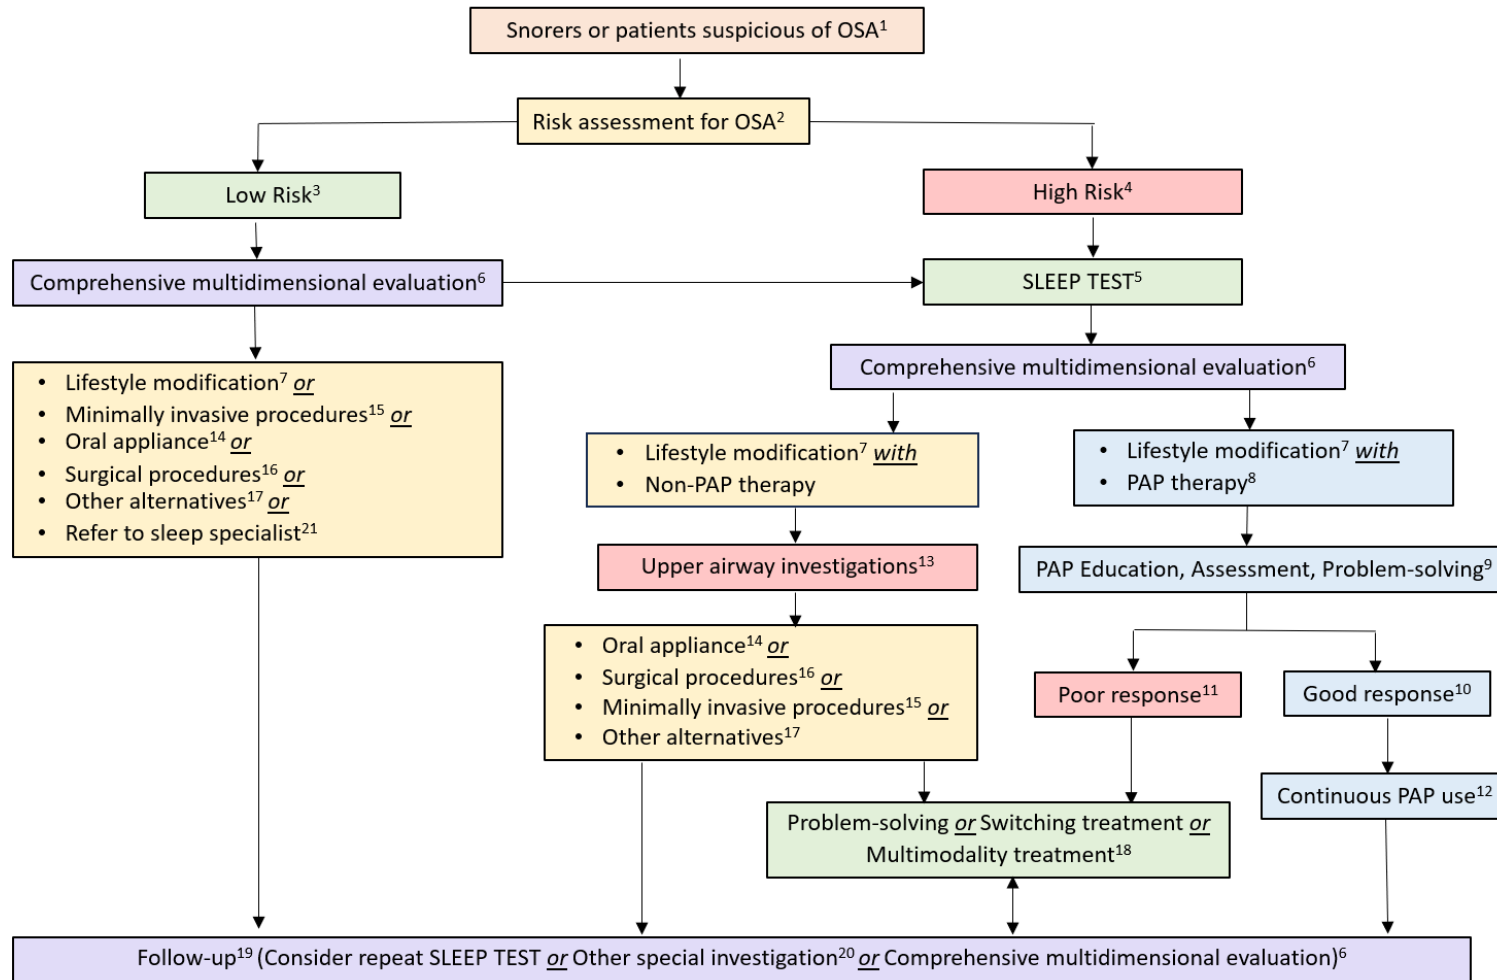 Snorers or patients suspicious of OSA¹
Risk assessment for OSA²
Low Risk³
High Risk⁴
Comprehensive multidimensional evaluation⁶
SLEEP TEST⁵
Comprehensive multidimensional evaluation⁶
• Lifestyle modification⁷ or
• Minimally invasive procedures¹⁵ or
• Oral appliance¹⁴ or
• Surgical procedures¹⁶ or
• Other alternatives¹⁷ or
• Refer to sleep specialist²¹
• Lifestyle modification⁷ with
• Non-PAP therapy
• Lifestyle modification⁷ with
• PAP therapy⁸
Upper airway investigations¹³
PAP Education, Assessment, Problem-solving⁹
• Oral appliance¹⁴ or
• Surgical procedures¹⁶ or
• Minimally invasive procedures¹⁵ or
• Other alternatives¹⁷
Poor response¹¹
Good response¹⁰
Continuous PAP use¹²
Problem-solving or Switching treatment or
Multimodality treatment¹⁸
Follow-up¹⁹ (Consider repeat SLEEP TEST or Other special investigation²⁰ or Comprehensive multidimensional evaluation)⁶